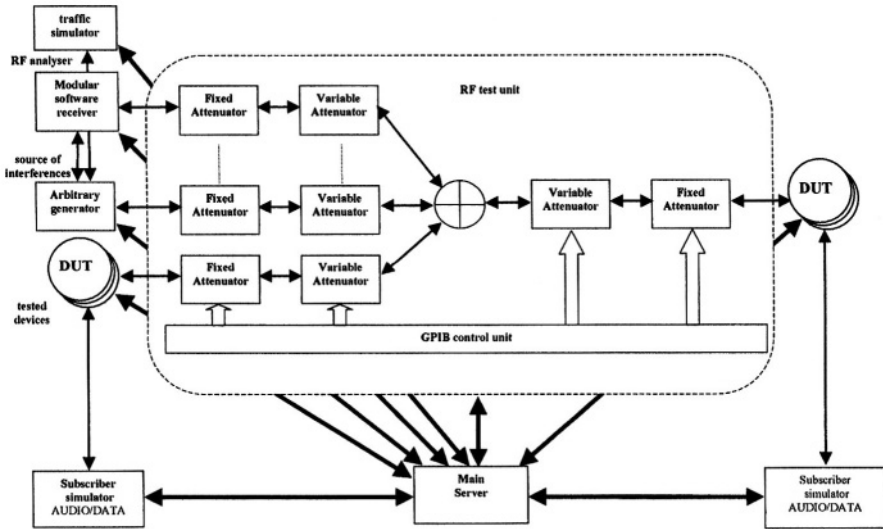 traffic
simulator
RF analyser
Modular
software
receiver
source of
interferences
Arbitrary
generator
DUT
tested
devices
RF test unit
Fixed
Attenuator
Variable
Attenuator
Fixed
Attenuator
Variable
Attenuator
Fixed
Attenuator
Variable
Attenuator
Variable
Attenuator
Fixed
Attenuator
DUT
GPIB control unit
Subscriber
simulator
AUDIO/DATA
Main
Server
Subscriber
simulator
AUDIO/DATA